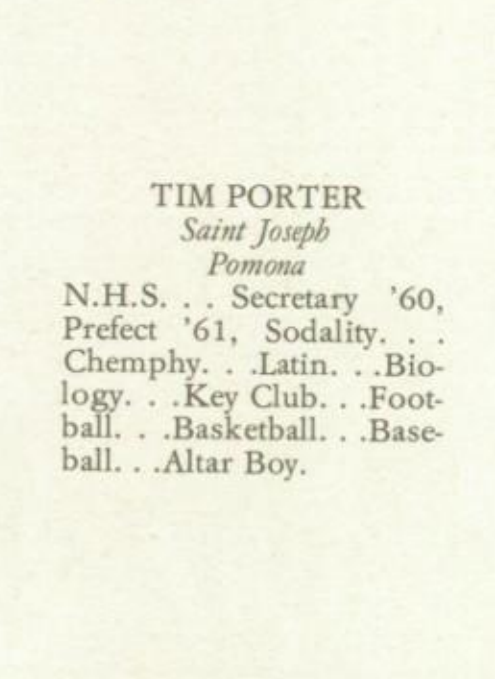 TIM PORTER
Saint Joseph
Pomona
N.H.S. . . Secretary '60,
Prefect '61, Sodality. . .
Chemphy. . .Latin. . .Bio-
logy. . .Key Club. . .Foot-
ball. . .Basketball. . .Base-
ball. . .Altar Boy.